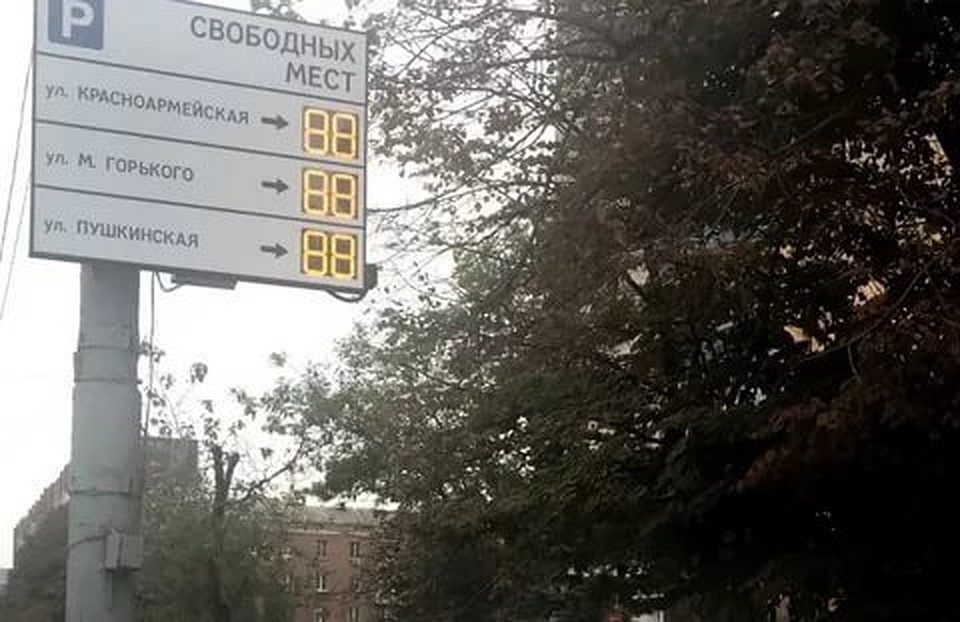 P
СВОБОДНЫХ
МЕСТ
ул. КРАСНОАРМЕЙСКАЯ 88
ул. М. ГОРЬКОГО 88
ул. ПУШКИНСКАЯ 88